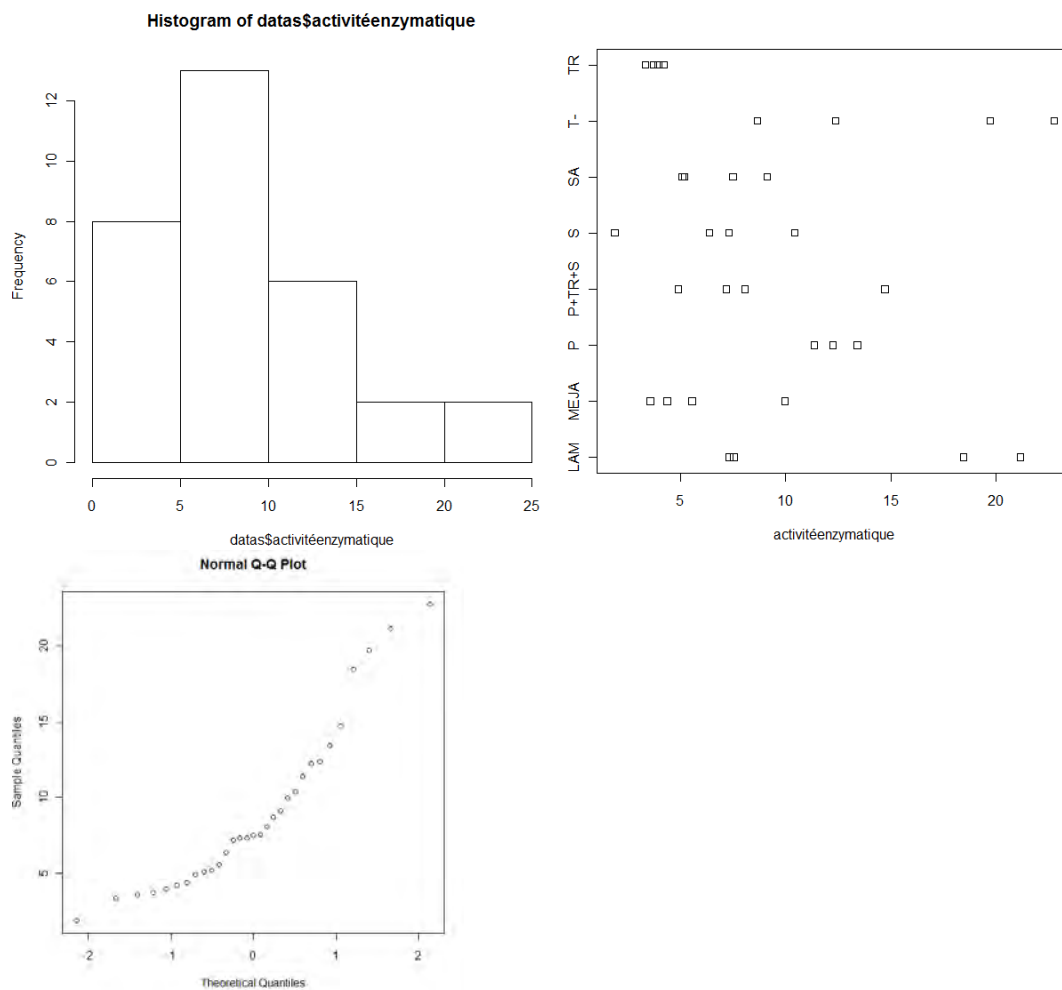 Histogram of datas$activitéenzymatique
Frequency
0
2
4
6
8
10
12
0 5 10 15 20 25
datas$activitéenzymatique
TR
T-
SA
S
P+TR+S
P
MEJA
LAM
5 10 15 20
activitéenzymatique
Normal Q-Q Plot
Sample Quantiles
5
10
15
20
-2 -1 0 1 2
Theoretical Quantiles